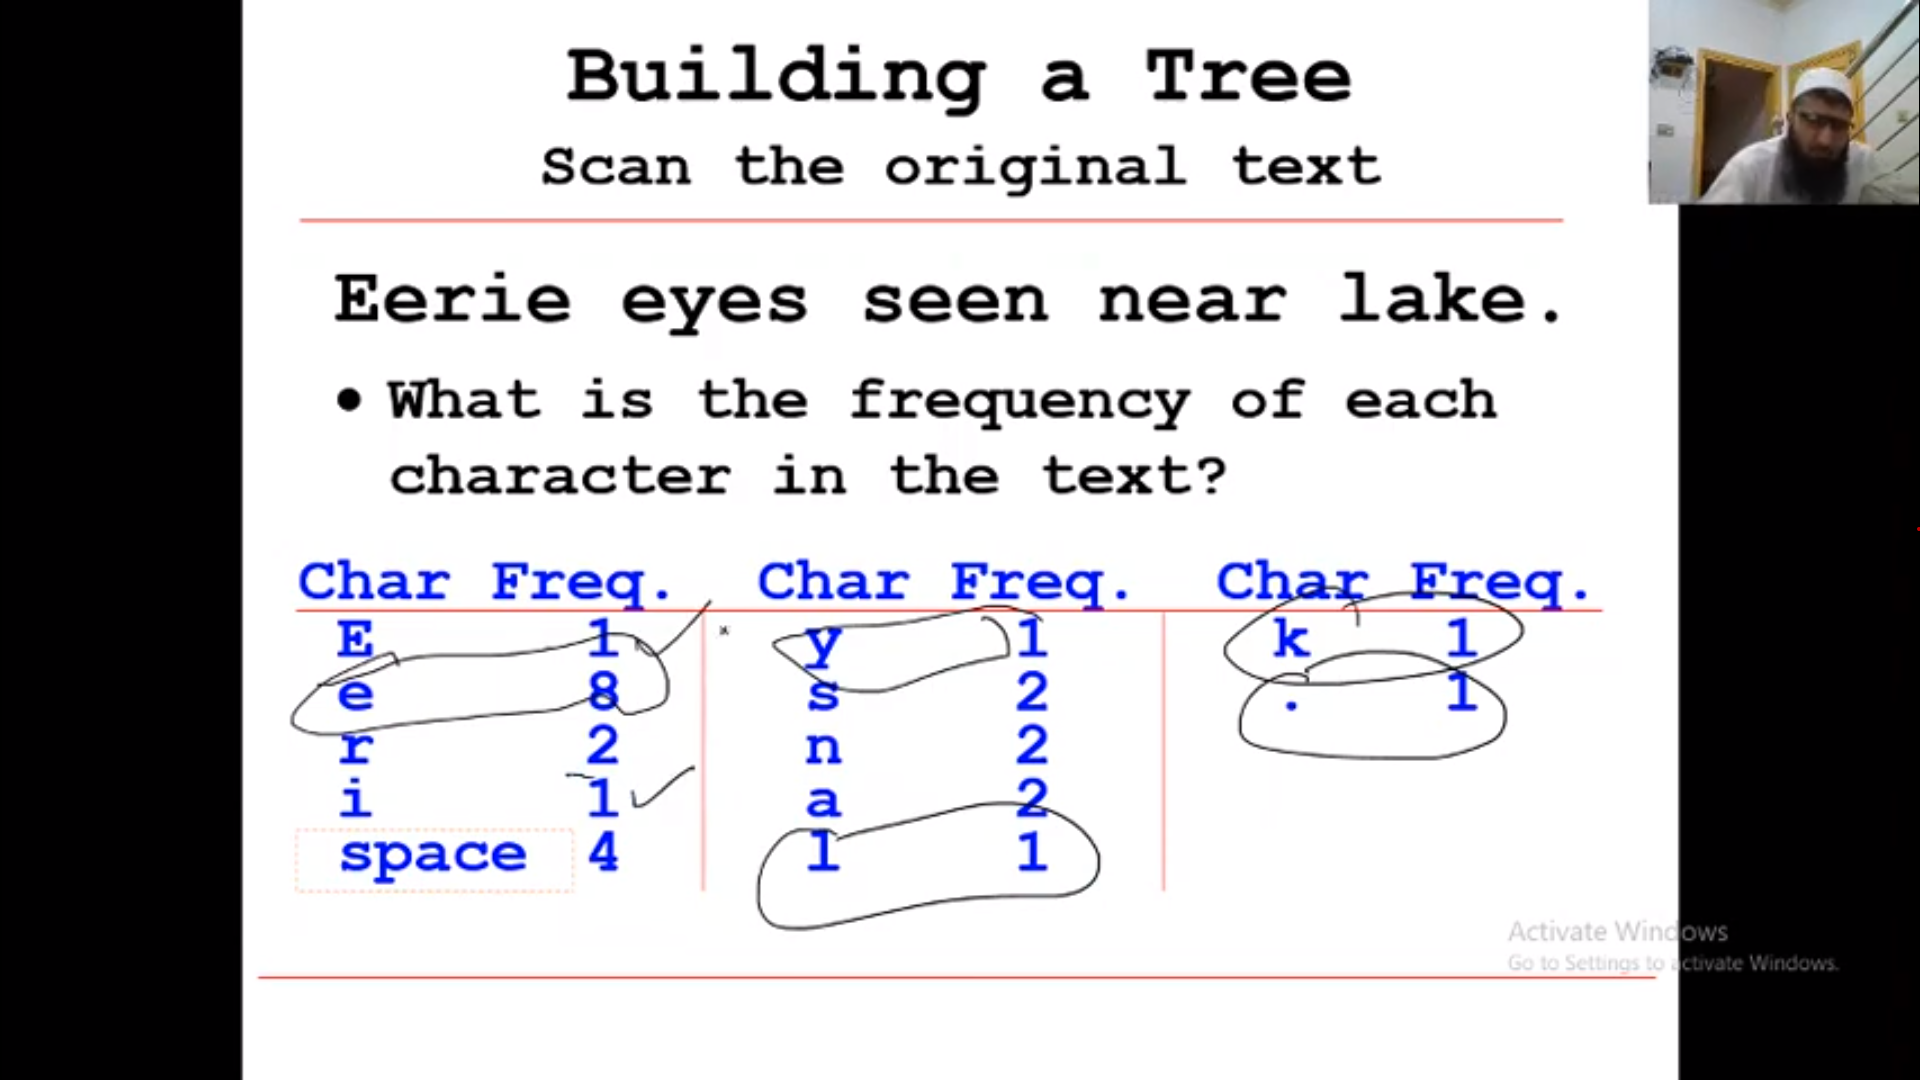 Building a Tree
Scan the original text
Eerie eyes seen near lake.
• What is the frequency of each
character in the text?
Char Freq. Char Freq. Char Freq.
E 1 y 1 k 1
e 8 s 2 . 1
r 2 n 2
i 1 a 2
space 4 l 1
Activate Windows
Go to Settings to activate Windows.